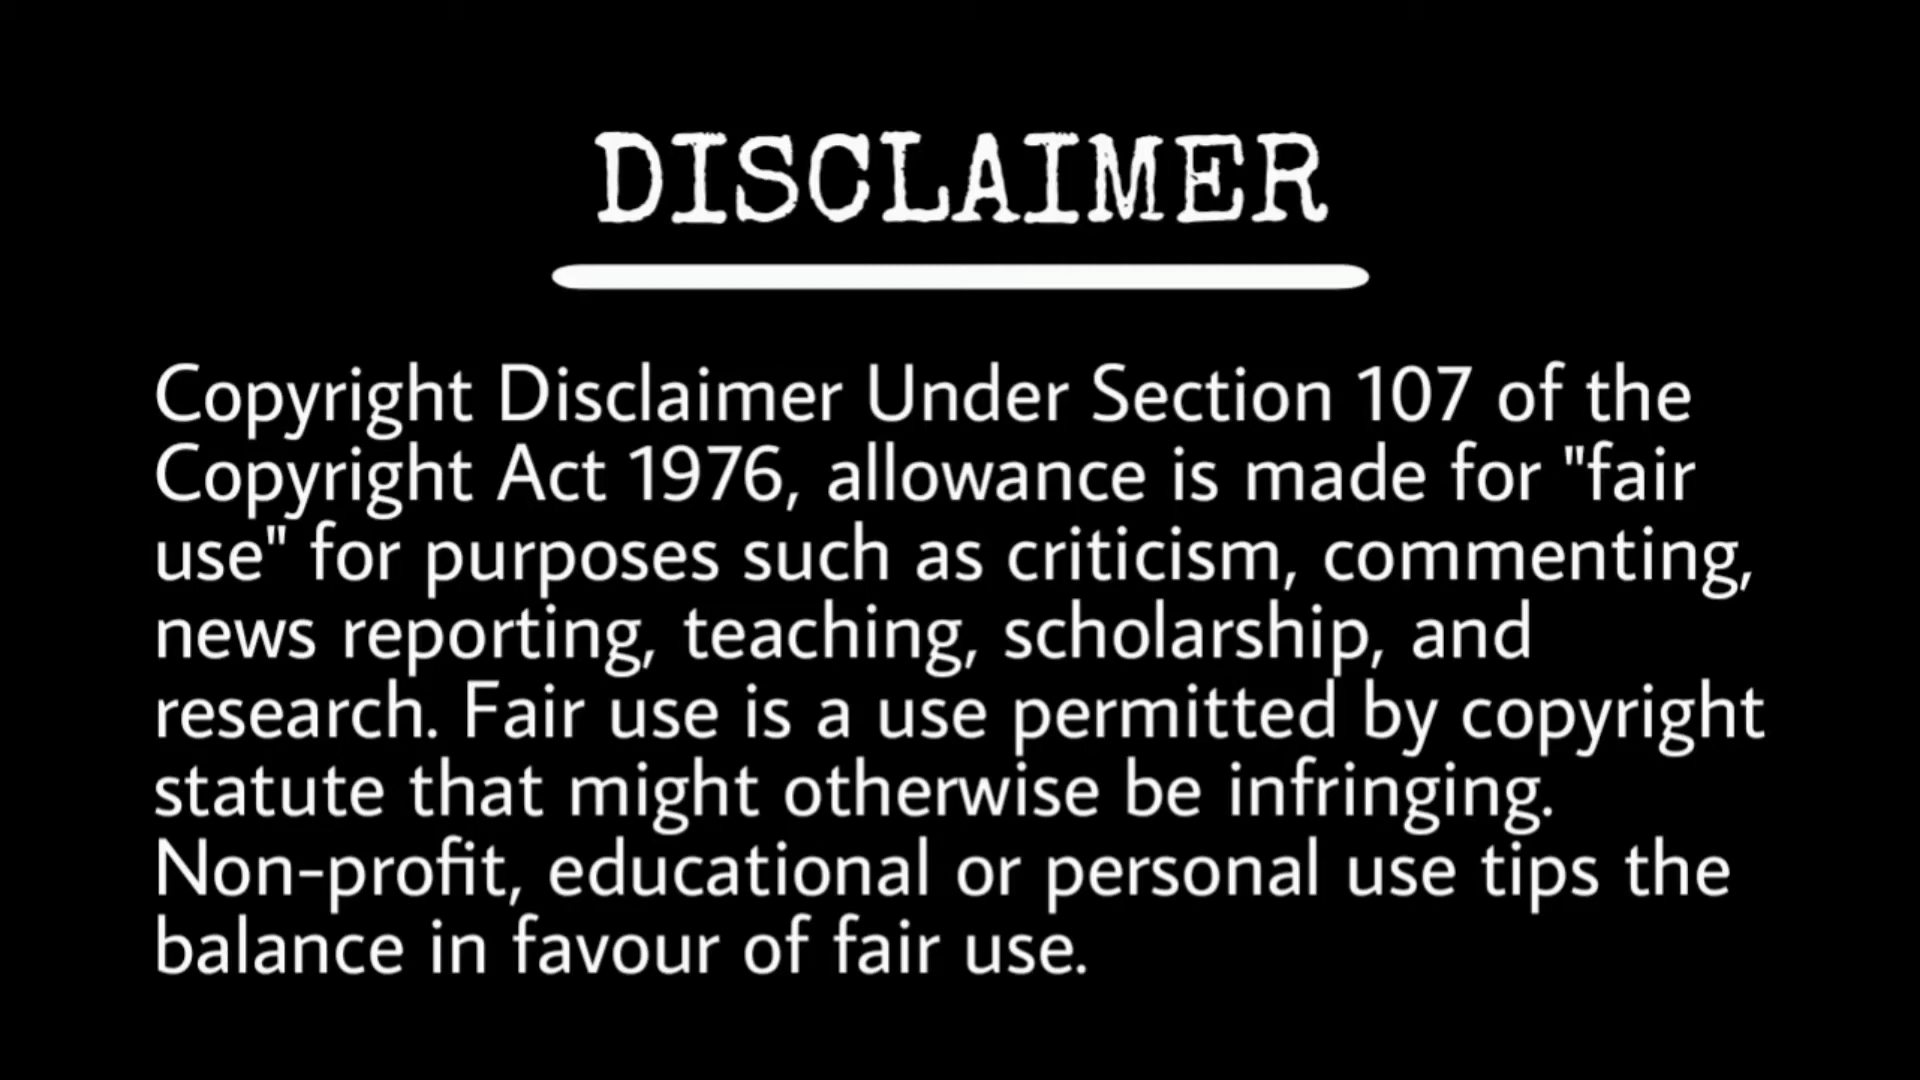 DISCLAIMER
Copyright Disclaimer Under Section 107 of the
Copyright Act 1976, allowance is made for "fair
use" for purposes such as criticism, commenting,
news reporting, teaching, scholarship, and
research. Fair use is a use permitted by copyright
statute that might otherwise be infringing.
Non-profit, educational or personal use tips the
balance in favour of fair use.